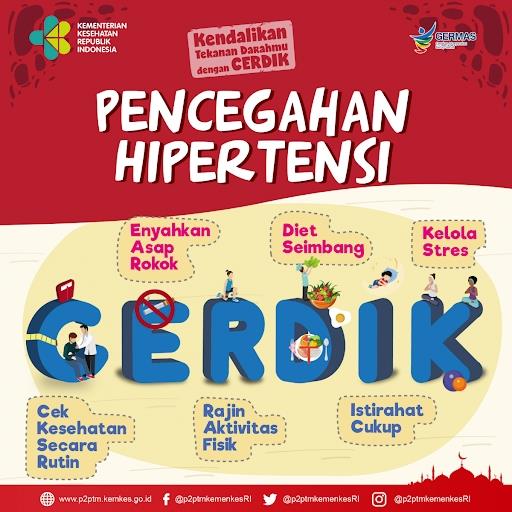 KEMENTERIAN
KESEHATAN
REPUBLIK
INDONESIA
Kendalikan
Tekanan Darahmu
dengan CERDIK
GERMAS
PENCEGAHAN
HIPERTENSI
Enyahkan
Asap
Rokok
Diet
Seimbang
Kelola
Stres
CERDIK
Cek
Kesehatan
Secara
Rutin
Rajin
Aktivitas
Fisik
Istirahat
Cukup
www.p2ptm.kemkes.go.id
@p2ptmkemenkesRI
@p2ptmkemenkesRI
@p2ptmkemenkesRI